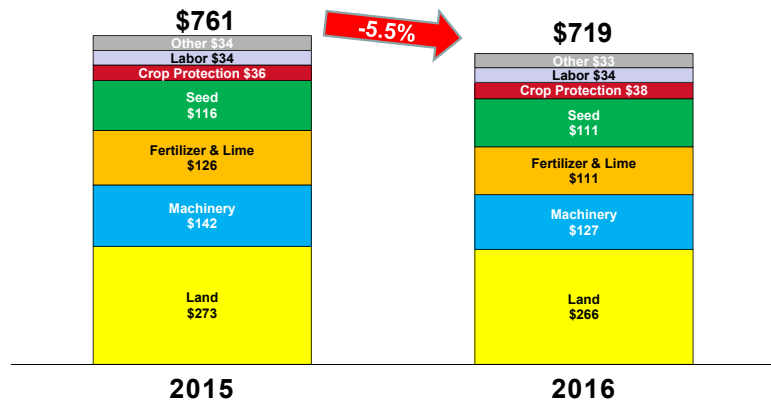 $761
-5.5%
$719
Other $34
Labor $34
Crop Protection $36
Seed
$116
Fertilizer & Lime
$126
Machinery
$142
Land
$273
Other $33
Labor $34
Crop Protection $38
Seed
$111
Fertilizer & Lime
$111
Machinery
$127
Land
$266
2015
2016